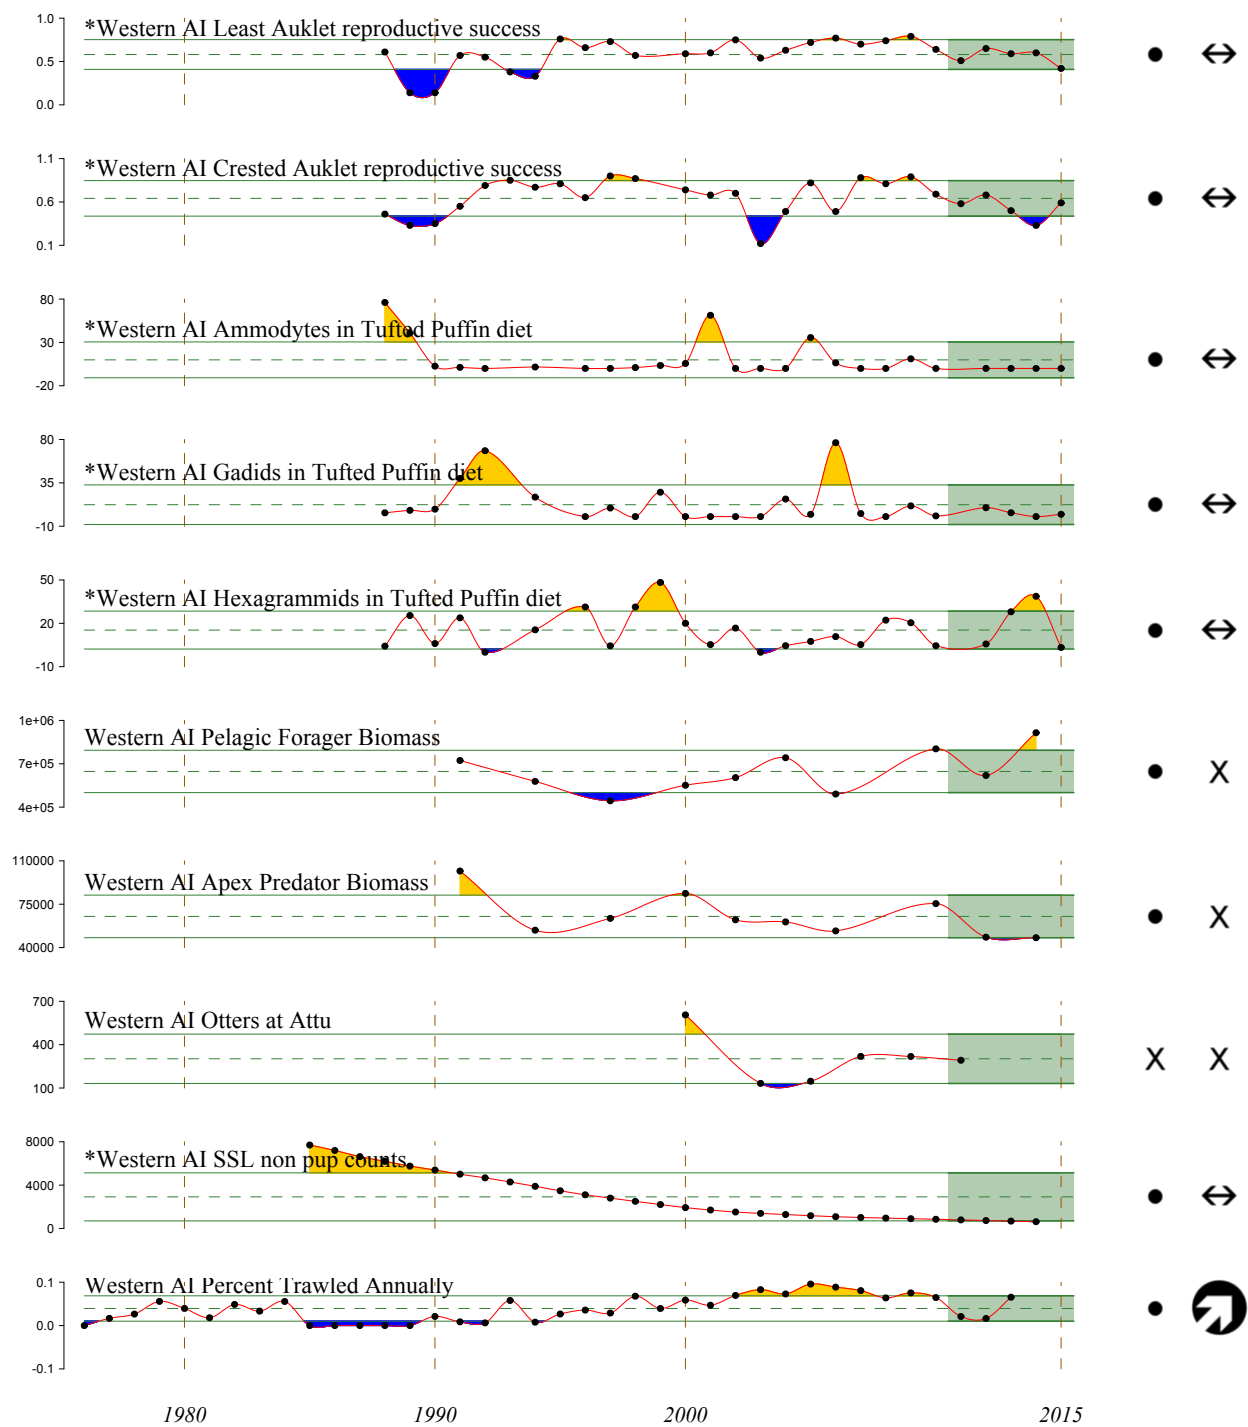 *Western AI Least Auklet reproductive success
1.0
0.5
0.0
*Western AI Crested Auklet reproductive success
1.1
0.6
0.1
*Western AI Ammodytes in Tufted Puffin diet
80
30
-20
*Western AI Gadids in Tufted Puffin diet
80
35
-10
*Western AI Hexagrammids in Tufted Puffin diet
50
20
-10
Western AI Pelagic Forager Biomass
1e+06
7e+05
4e+05
X
Western AI Apex Predator Biomass
110000
75000
40000
X
Western AI Otters at Attu
700
400
100
X X
*Western AI SSL non pup counts
8000
4000
0
Western AI Percent Trawled Annually
0.1
0.0
-0.1
1980 1990 2000 2015